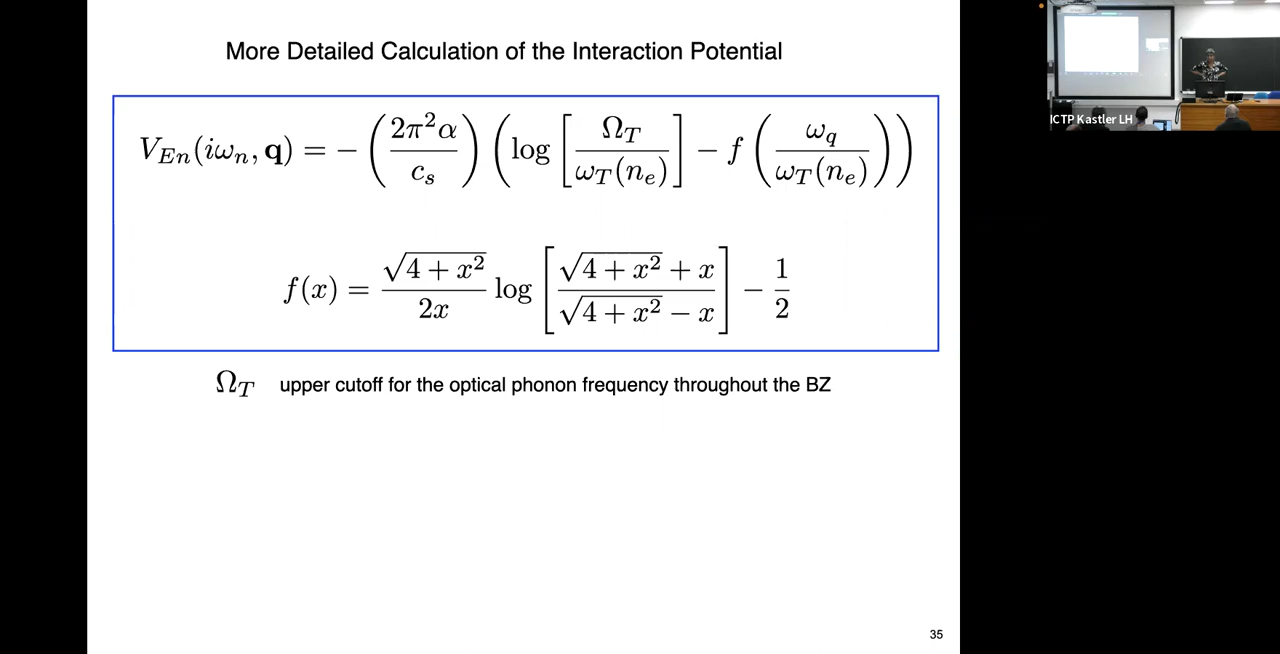 More Detailed Calculation of the Interaction Potential
V_{En}(iω_n, **q**) = −(2π²α / c_s)(log[Ω_T / ω_T(n_e)] − f(ω_q / ω_T(n_e)))
f(x) = √(4 + x²) / 2x log[(√(4 + x²) + x) / (√(4 + x²) − x)] − 1/2
Ω_T upper cutoff for the optical phonon frequency throughout the BZ
35
ICTP Kastler LH